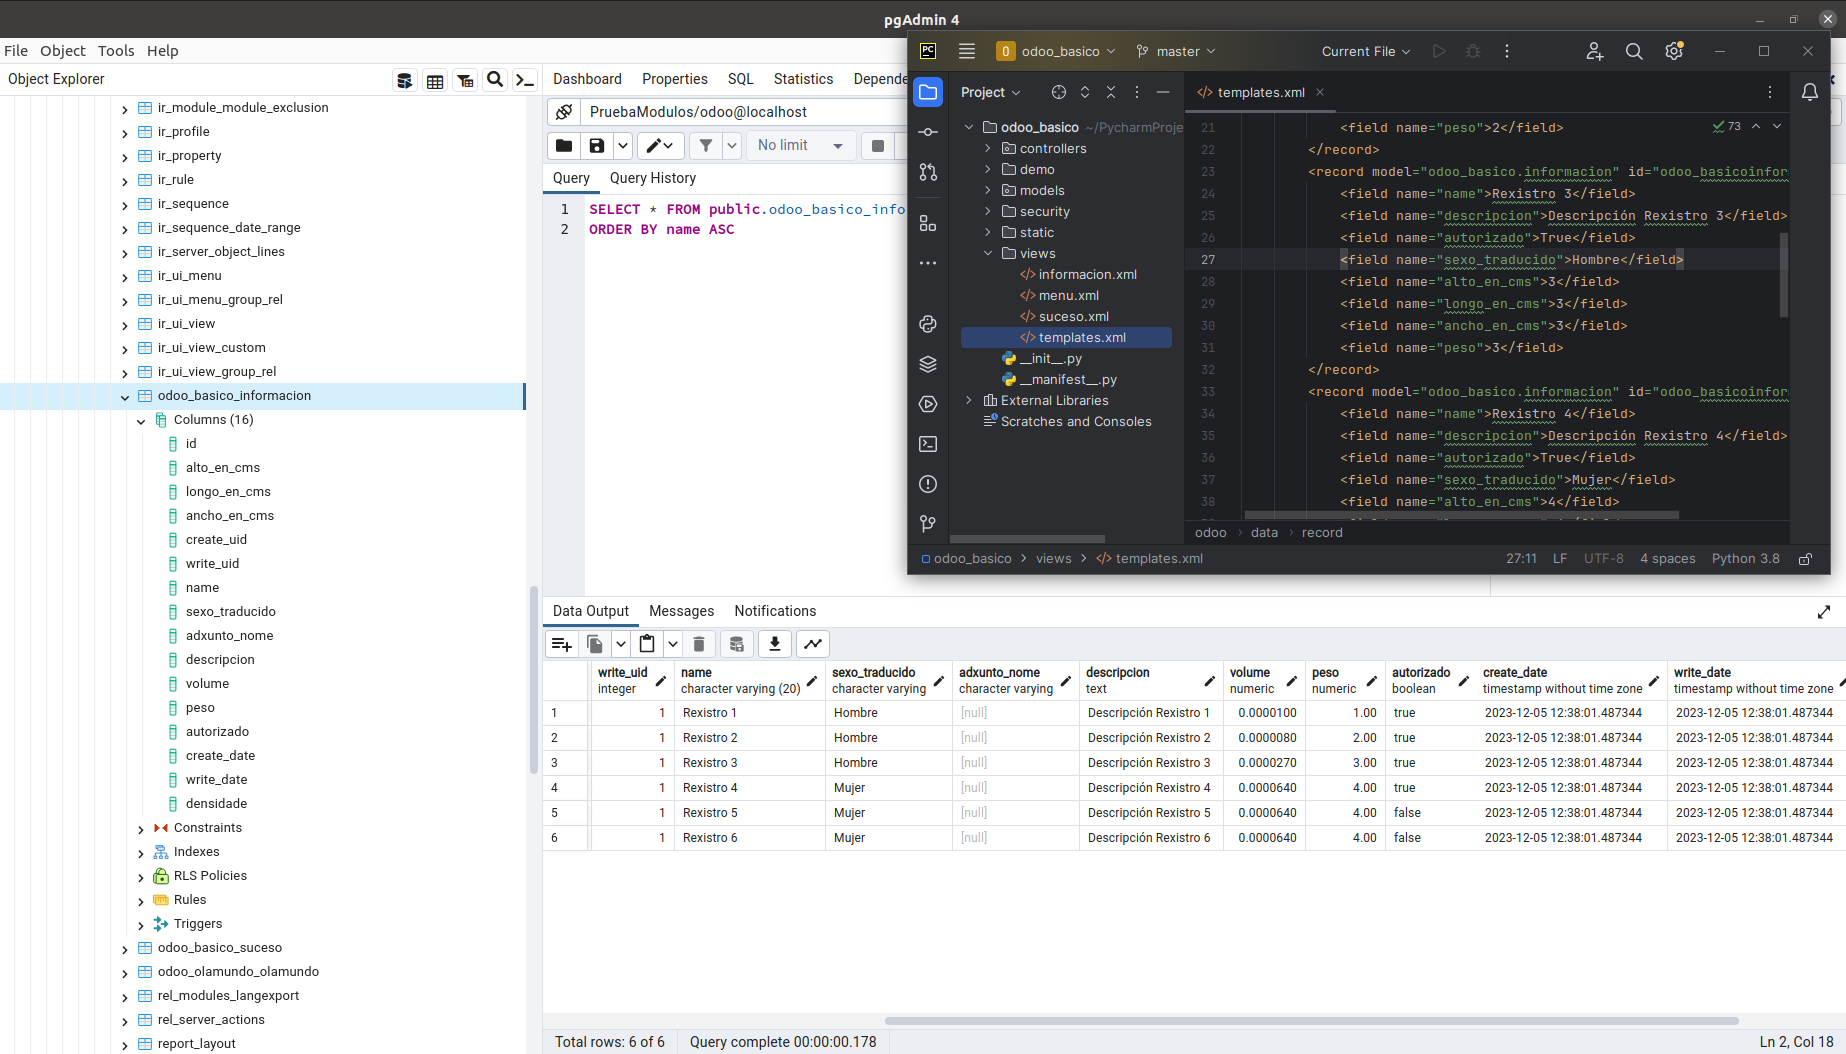 pgAdmin 4
File Object Tools Help
Object Explorer
ir_module_module_exclusion
ir_profile
ir_property
ir_rule
ir_sequence
ir_sequence_date_range
ir_server_object_lines
ir_ui_menu
ir_ui_menu_group_rel
ir_ui_view
ir_ui_view_custom
ir_ui_view_group_rel
odoo_basico_informacion
Columns (16)
id
alto_en_cms
longo_en_cms
ancho_en_cms
create_uid
write_uid
name
sexo_traducido
adxunto_nome
descripcion
volume
peso
autorizado
create_date
write_date
densidade
Constraints
Indexes
RLS Policies
Rules
Triggers
odoo_basico_suceso
odoo_olamundo_olamundo
rel_modules_langexport
rel_server_actions
report_layout
Dashboard Properties SQL Statistics Depende
PruebaModulos/odoo@localhost
No limit
Query Query History
1 SELECT * FROM public.odoo_basico_info
2 ORDER BY name ASC
PC O odoo_basico master Current File
Project
odoo_basico ~/PycharmProje
controllers
demo
models
security
static
views
informacion.xml
menu.xml
suceso.xml
templates.xml
__init__.py
__manifest__.py
External Libraries
Scratches and Consoles
templates.xml
73
21 <field name="peso">2</field>
22 </record>
23 <record model="odoo_basico.informacion" id="odoo_basicoinfor
24 <field name="name">Rexistro 3</field>
25 <field name="descripcion">Descripción Rexistro 3</field>
26 <field name="autorizado">True</field>
27 <field name="sexo_traducido">Hombre</field>
28 <field name="alto_en_cms">3</field>
29 <field name="longo_en_cms">3</field>
30 <field name="ancho_en_cms">3</field>
31 <field name="peso">3</field>
32 </record>
33 <record model="odoo_basico.informacion" id="odoo_basicoinfor
34 <field name="name">Rexistro 4</field>
35 <field name="descripcion">Descripción Rexistro 4</field>
36 <field name="autorizado">True</field>
37 <field name="sexo_traducido">Mujer</field>
38 <field name="alto_en_cms">4</field>
odoo › data › record
odoo_basico > views > templates.xml 27:11 LF UTF-8 4 spaces Python 3.8
Data Output Messages Notifications
write_uid name sexo_traducido adxunto_nome descripcion volume peso autorizado create_date write_date
integer character varying (20) character varying character varying text numeric numeric boolean timestamp without time zone timestamp without time zone
1 1 Rexistro 1 Hombre [null] Descripción Rexistro 1 0.0000100 1.00 true 2023-12-05 12:38:01.487344 2023-12-05 12:38:01.487344
2 1 Rexistro 2 Hombre [null] Descripción Rexistro 2 0.0000080 2.00 true 2023-12-05 12:38:01.487344 2023-12-05 12:38:01.487344
3 1 Rexistro 3 Hombre [null] Descripción Rexistro 3 0.0000270 3.00 true 2023-12-05 12:38:01.487344 2023-12-05 12:38:01.487344
4 1 Rexistro 4 Mujer [null] Descripción Rexistro 4 0.0000640 4.00 true 2023-12-05 12:38:01.487344 2023-12-05 12:38:01.487344
5 1 Rexistro 5 Mujer [null] Descripción Rexistro 5 0.0000640 4.00 false 2023-12-05 12:38:01.487344 2023-12-05 12:38:01.487344
6 1 Rexistro 6 Mujer [null] Descripción Rexistro 6 0.0000640 4.00 false 2023-12-05 12:38:01.487344 2023-12-05 12:38:01.487344
Total rows: 6 of 6 Query complete 00:00:00.178 Ln 2, Col 18